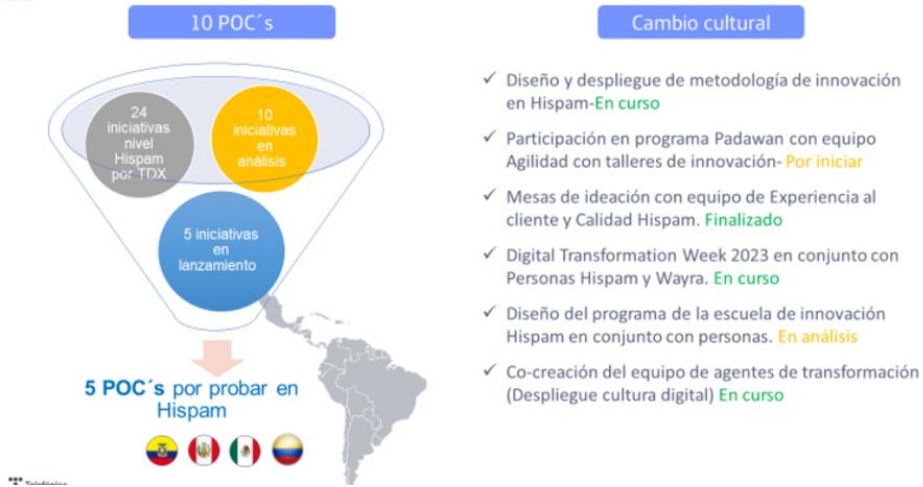 10 POC´s
24
iniciativas
nivel
Hispam
por TDX
10
iniciativas
en
análisis
5 iniciativas
en
lanzamiento
5 POC´s por probar en
Hispam
Telefónica
Cambio cultural
✓ Diseño y despliegue de metodología de innovación
en Hispam-En curso
✓ Participación en programa Padawan con equipo
Agilidad con talleres de innovación- Por iniciar
✓ Mesas de ideación con equipo de Experiencia al
cliente y Calidad Hispam. Finalizado
✓ Digital Transformation Week 2023 en conjunto con
Personas Hispam y Wayra. En curso
✓ Diseño del programa de la escuela de innovación
Hispam en conjunto con personas. En análisis
✓ Co-creación del equipo de agentes de transformación
(Despliegue cultura digital) En curso